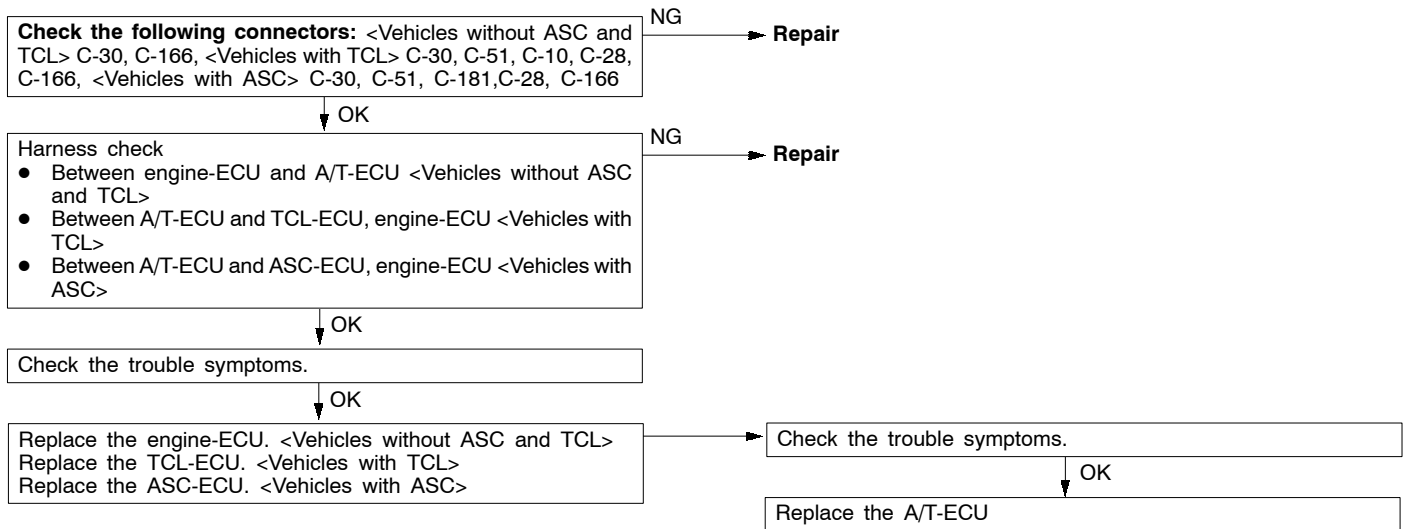 Check the following connectors: <Vehicles without ASC and
TCL> C-30, C-166, <Vehicles with TCL> C-30, C-51, C-10, C-28,
C-166, <Vehicles with ASC> C-30, C-51, C-181,C-28, C-166
NG
Repair
OK
Harness check
● Between engine-ECU and A/T-ECU <Vehicles without ASC
and TCL>
● Between A/T-ECU and TCL-ECU, engine-ECU <Vehicles with
TCL>
● Between A/T-ECU and ASC-ECU, engine-ECU <Vehicles with
ASC>
NG
Repair
OK
Check the trouble symptoms.
OK
Replace the engine-ECU. <Vehicles without ASC and TCL>
Replace the TCL-ECU. <Vehicles with TCL>
Replace the ASC-ECU. <Vehicles with ASC>
Check the trouble symptoms.
OK
Replace the A/T-ECU